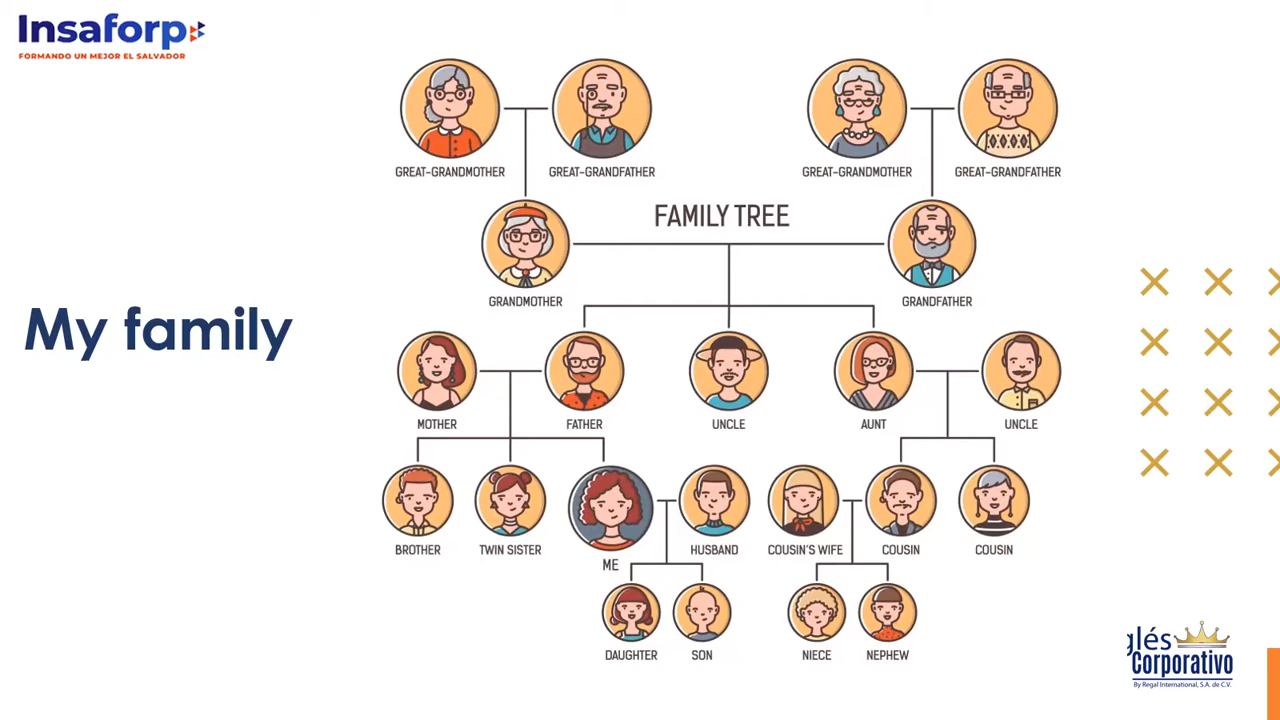 Insaforp
FORMANDO UN MEJOR EL SALVADOR
GREAT-GRANDMOTHER GREAT-GRANDFATHER GREAT-GRANDMOTHER GREAT-GRANDFATHER
FAMILY TREE
GRANDMOTHER GRANDFATHER
My family
MOTHER FATHER UNCLE AUNT UNCLE
BROTHER TWIN SISTER HUSBAND COUSIN'S WIFE COUSIN COUSIN
ME
DAUGHTER SON NIECE NEPHEW
glés
Corporativo
By Regal International, S.A. de C.V.